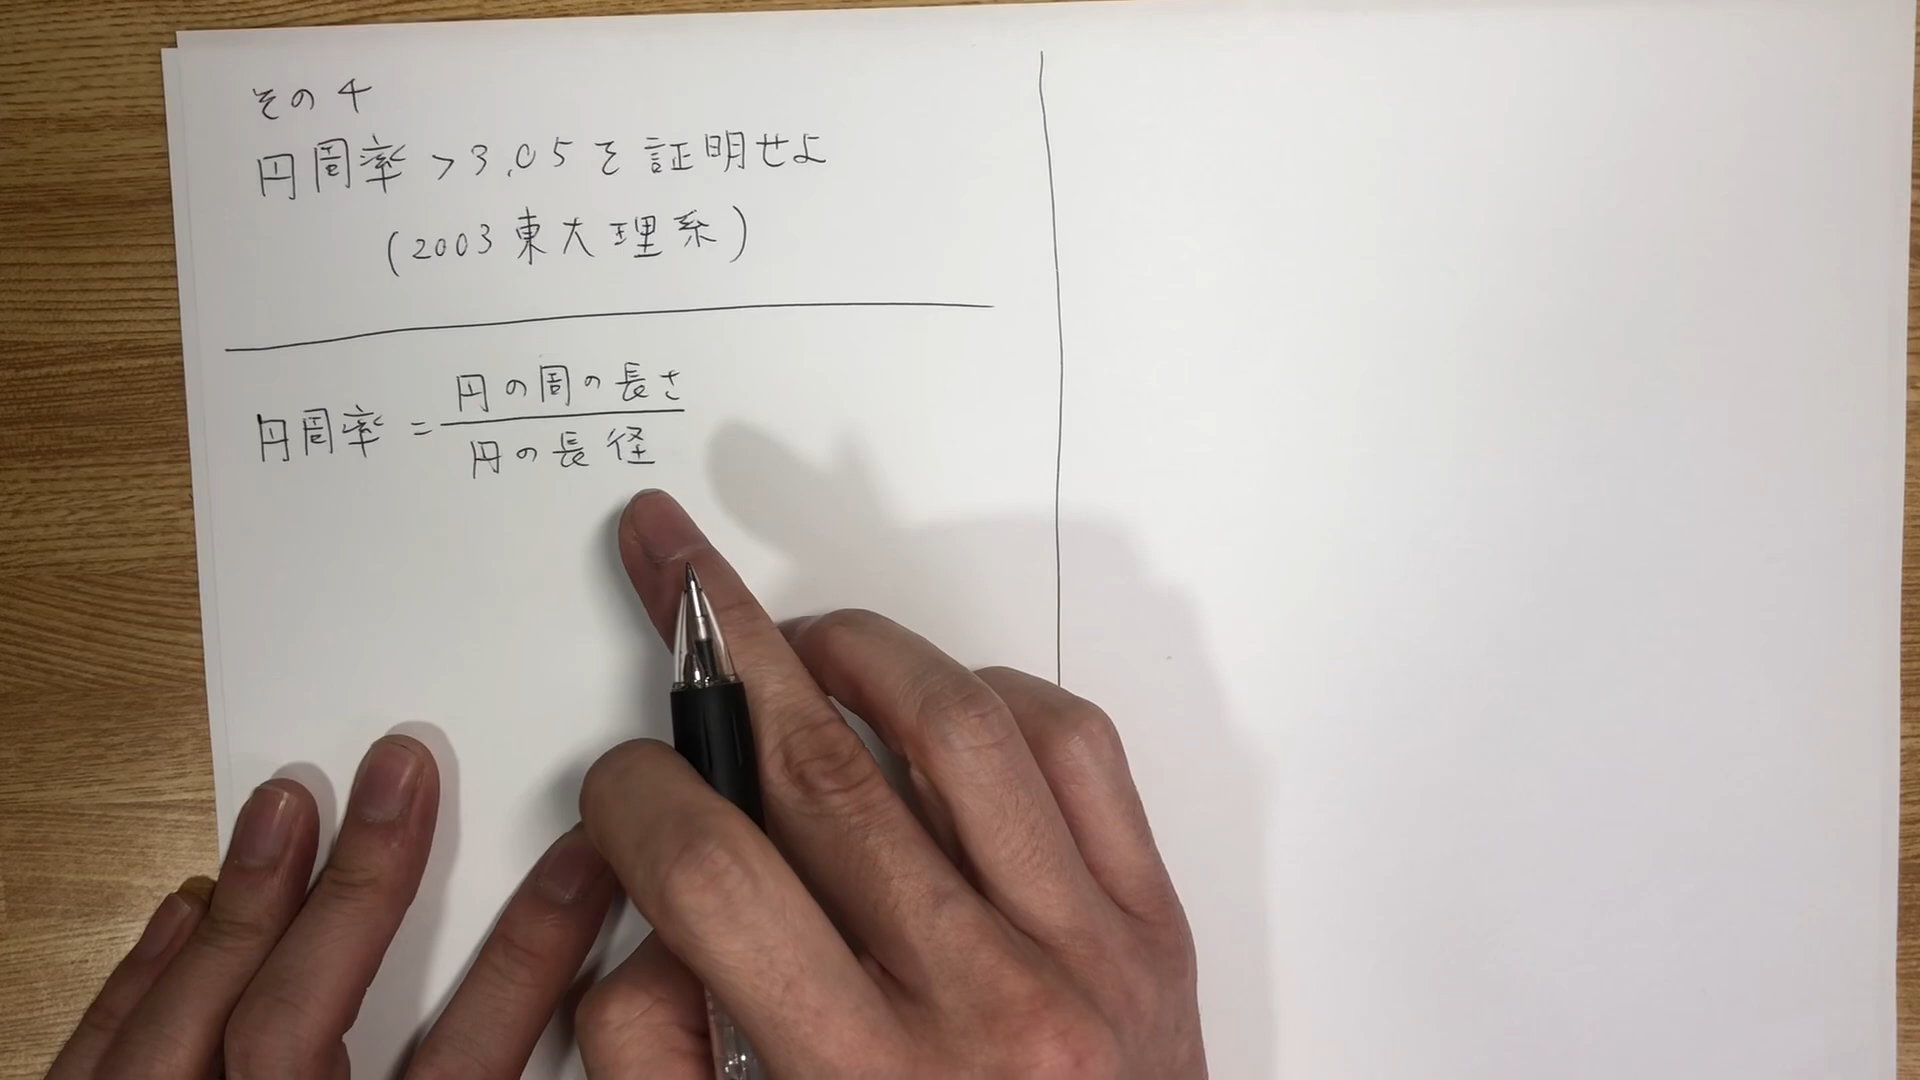 その4
円周率>3.05を証明せよ
(2003東大理系)
円周率=円の周の長さ
円の長径